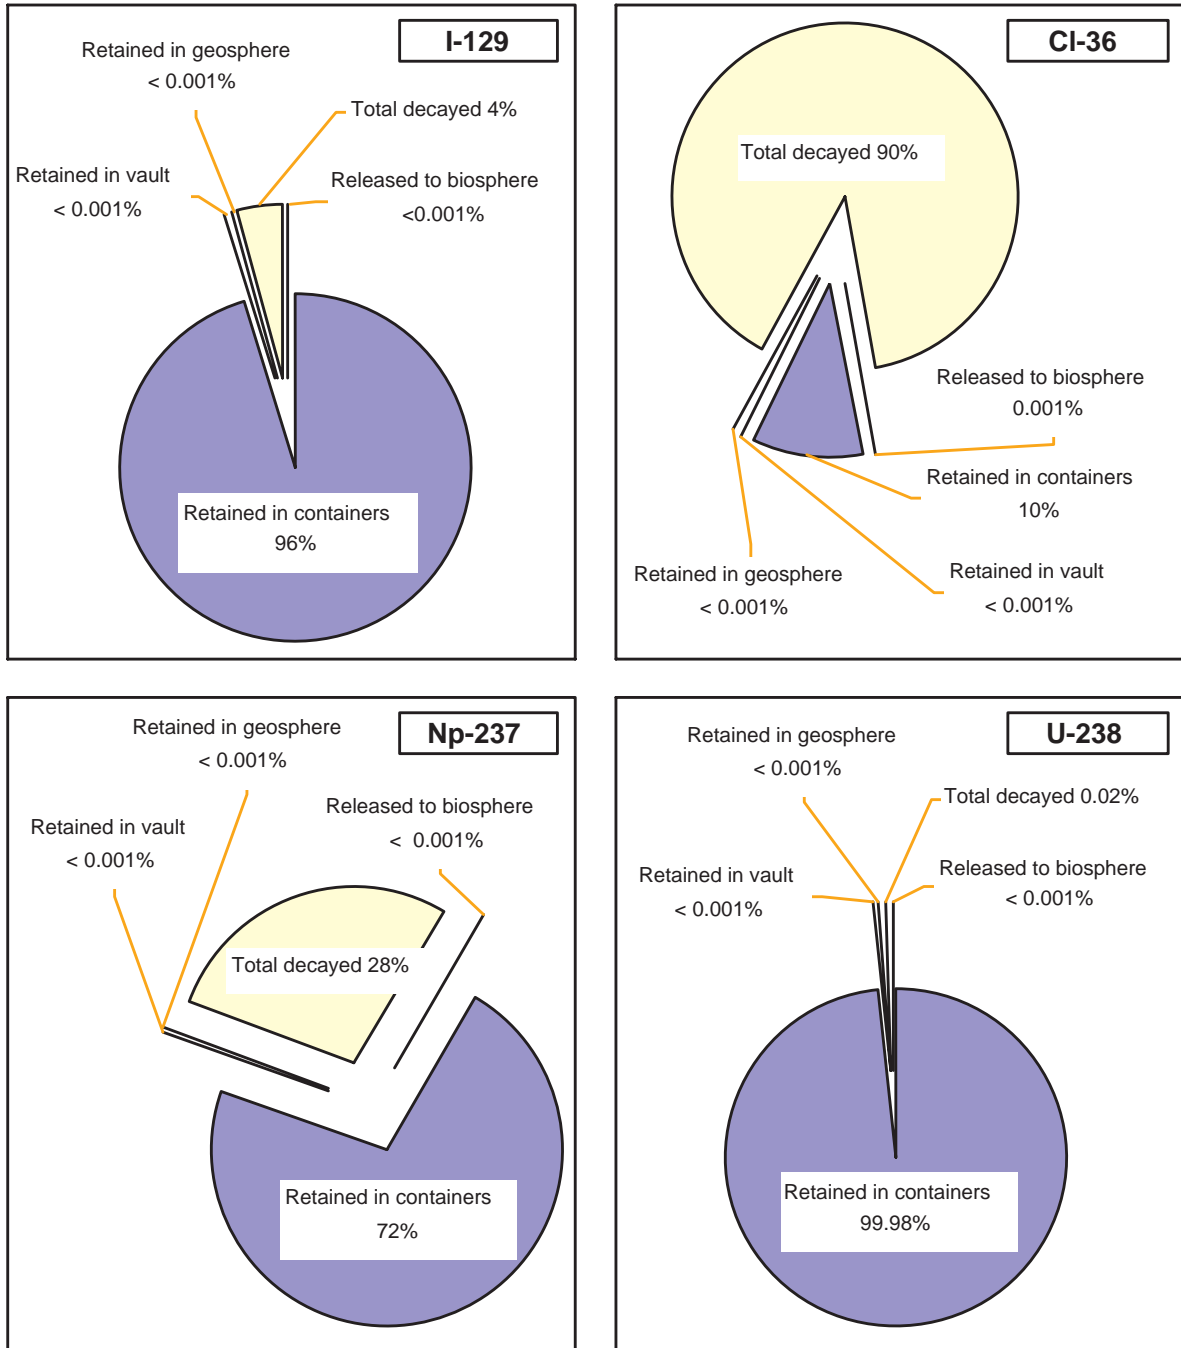 I-129
Retained in geosphere
< 0.001%
Total decayed 4%
Retained in vault
< 0.001%
Released to biosphere
<0.001%
Retained in containers
96%
Cl-36
Total decayed 90%
Released to biosphere
0.001%
Retained in containers
10%
Retained in geosphere
< 0.001%
Retained in vault
< 0.001%
Np-237
Retained in geosphere
< 0.001%
Released to biosphere
< 0.001%
Retained in vault
< 0.001%
Total decayed 28%
Retained in containers
72%
U-238
Retained in geosphere
< 0.001%
Total decayed 0.02%
Retained in vault
< 0.001%
Released to biosphere
< 0.001%
Retained in containers
99.98%